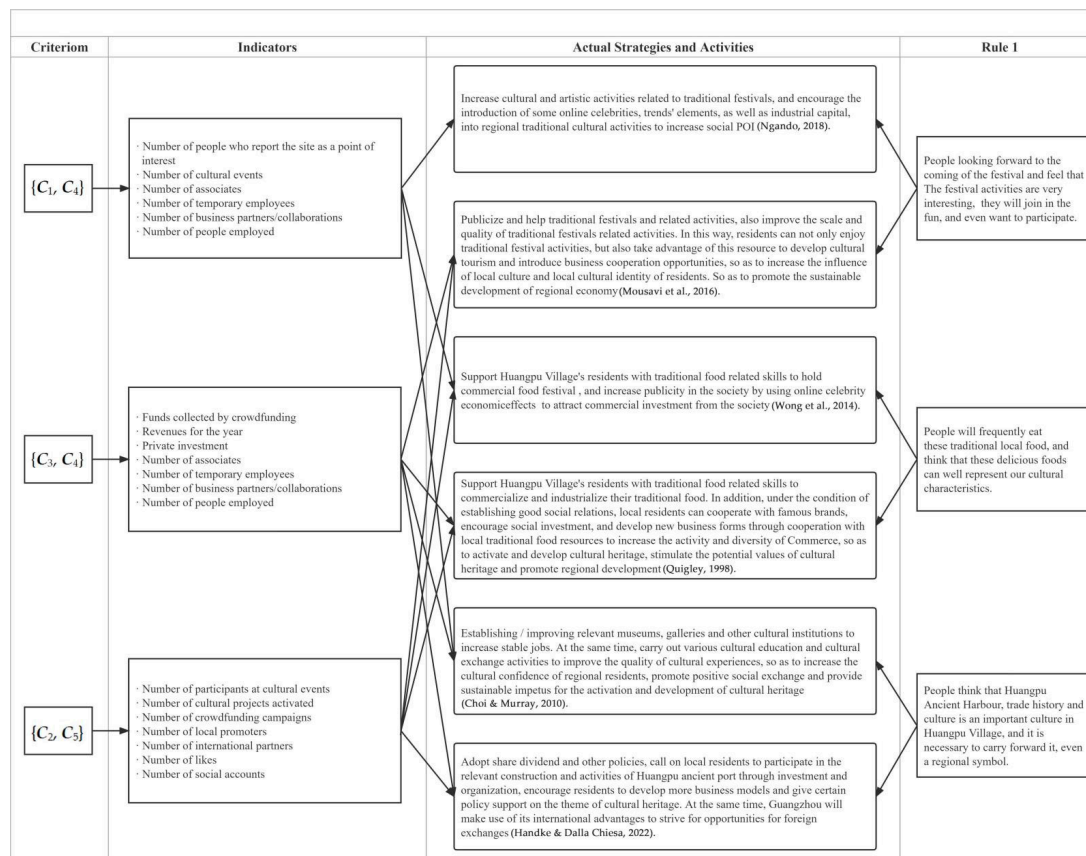 Criteriom
Indicators
Actual Strategies and Activities
Rule 1
{C₁, C₄}
· Number of people who report the site as a point of
interest
· Number of cultural events
· Number of associates
· Number of temporary employees
· Number of business partners/collaborations
· Number of people employed
Increase cultural and artistic activities related to traditional festivals, and encourage the
introduction of some online celebrities, trends' elements, as well as industrial capital,
into regional traditional cultural activities to increase social POI (Ngando, 2018).
Publicize and help traditional festivals and related activities, also improve the scale and
quality of traditional festivals related activities. In this way, residents can not only enjoy
traditional festival activities, but also take advantage of this resource to develop cultural
tourism and introduce business cooperation opportunities, so as to increase the influence
of local culture and local cultural identity of residents. So as to promote the sustainable
development of regional economy (Mousavi et al., 2016).
People looking forward to the
coming of the festival and feel that
The festival activities are very
interesting, they will join in the
fun, and even want to participate.
{C₃, C₄}
· Funds collected by crowdfunding
· Revenues for the year
· Private investment
· Number of associates
· Number of temporary employees
· Number of business partners/collaborations
· Number of people employed
Support Huangpu Village's residents with traditional food related skills to hold
commercial food festival , and increase publicity in the society by using online celebrity
economiceffects to attract commercial investment from the society (Wong et al., 2014).
Support Huangpu Village's residents with traditional food related skills to
commercialize and industrialize their traditional food. In addition, under the condition of
establishing good social relations, local residents can cooperate with famous brands,
encourage social investment, and develop new business forms through cooperation with
local traditional food resources to increase the activity and diversity of Commerce, so as
to activate and develop cultural heritage, stimulate the potential values of cultural
heritage and promote regional development (Quigley, 1998).
People will frequently eat
these traditional local food, and
think that these delicious foods
can well represent our cultural
characteristics.
{C₂, C₅}
· Number of participants at cultural events
· Number of cultural projects activated
· Number of crowdfunding campaigns
· Number of local promoters
· Number of international partners
· Number of likes
· Number of social accounts
Establishing / improving relevant museums, galleries and other cultural institutions to
increase stable jobs. At the same time, carry out various cultural education and cultural
exchange activities to improve the quality of cultural experiences, so as to increase the
cultural confidence of regional residents, promote positive social exchange and provide
sustainable impetus for the activation and development of cultural heritage
(Choi & Murray, 2010).
Adopt share dividend and other policies, call on local residents to participate in the
relevant construction and activities of Huangpu ancient port through investment and
organization, encourage residents to develop more business models and give certain
policy support on the theme of cultural heritage. At the same time, Guangzhou will
make use of its international advantages to strive for opportunities for foreign
exchanges (Handke & Dalla Chiesa, 2022).
People think that Huangpu
Ancient Harbour, trade history and
culture is an important culture in
Huangpu Village, and it is
necessary to carry forward it, even
a regional symbol.